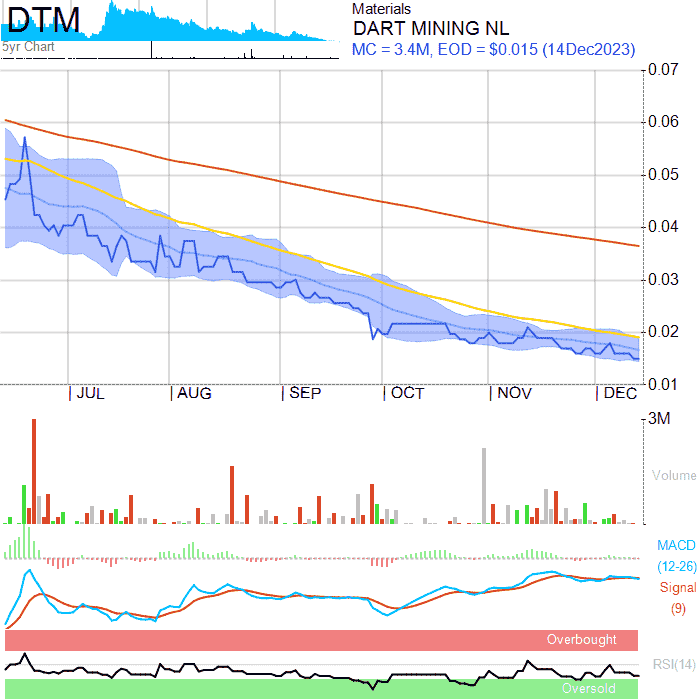 DTM
5yr Chart
Materials
DART MINING NL
MC = 3.4M, EOD = $0.015 (14Dec2023)
0.07
0.06
0.05
0.04
0.03
0.02
0.01
JUL AUG SEP OCT NOV DEC
3M
Volume
MACD
(12-26)
Signal
(9)
Overbought
RSI(14)
Oversold